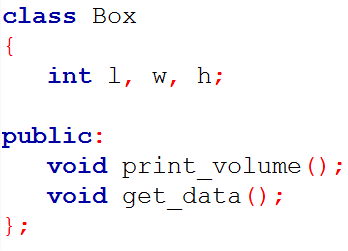 class Box
{
int l, w, h;
public:
void print_volume();
void get_data();
};